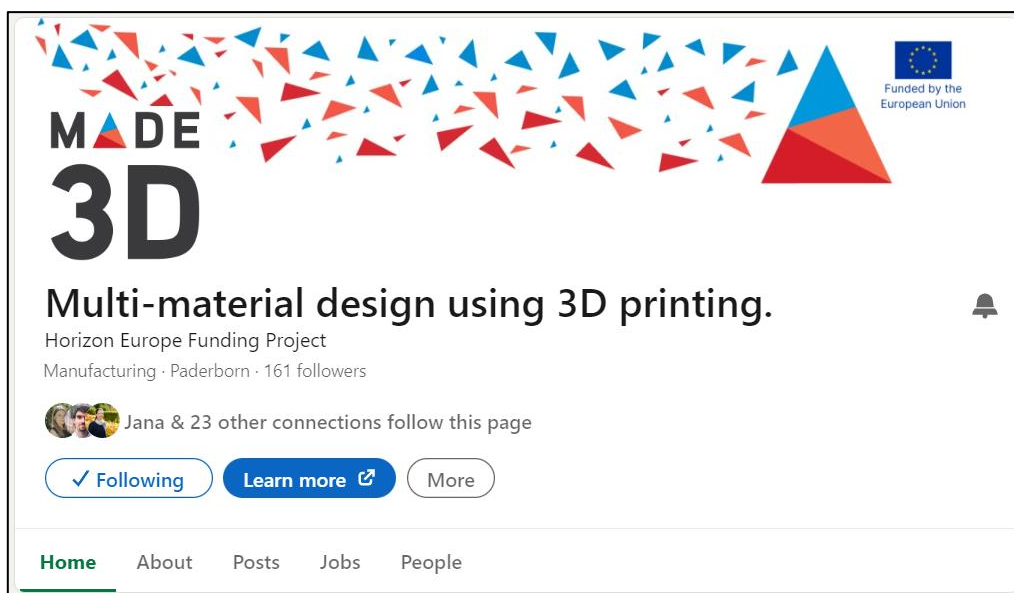 Funded by the
European Union
MADE
3D
Multi-material design using 3D printing.
Horizon Europe Funding Project
Manufacturing · Paderborn · 161 followers
Jana & 23 other connections follow this page
✓ Following Learn more More
Home About Posts Jobs People